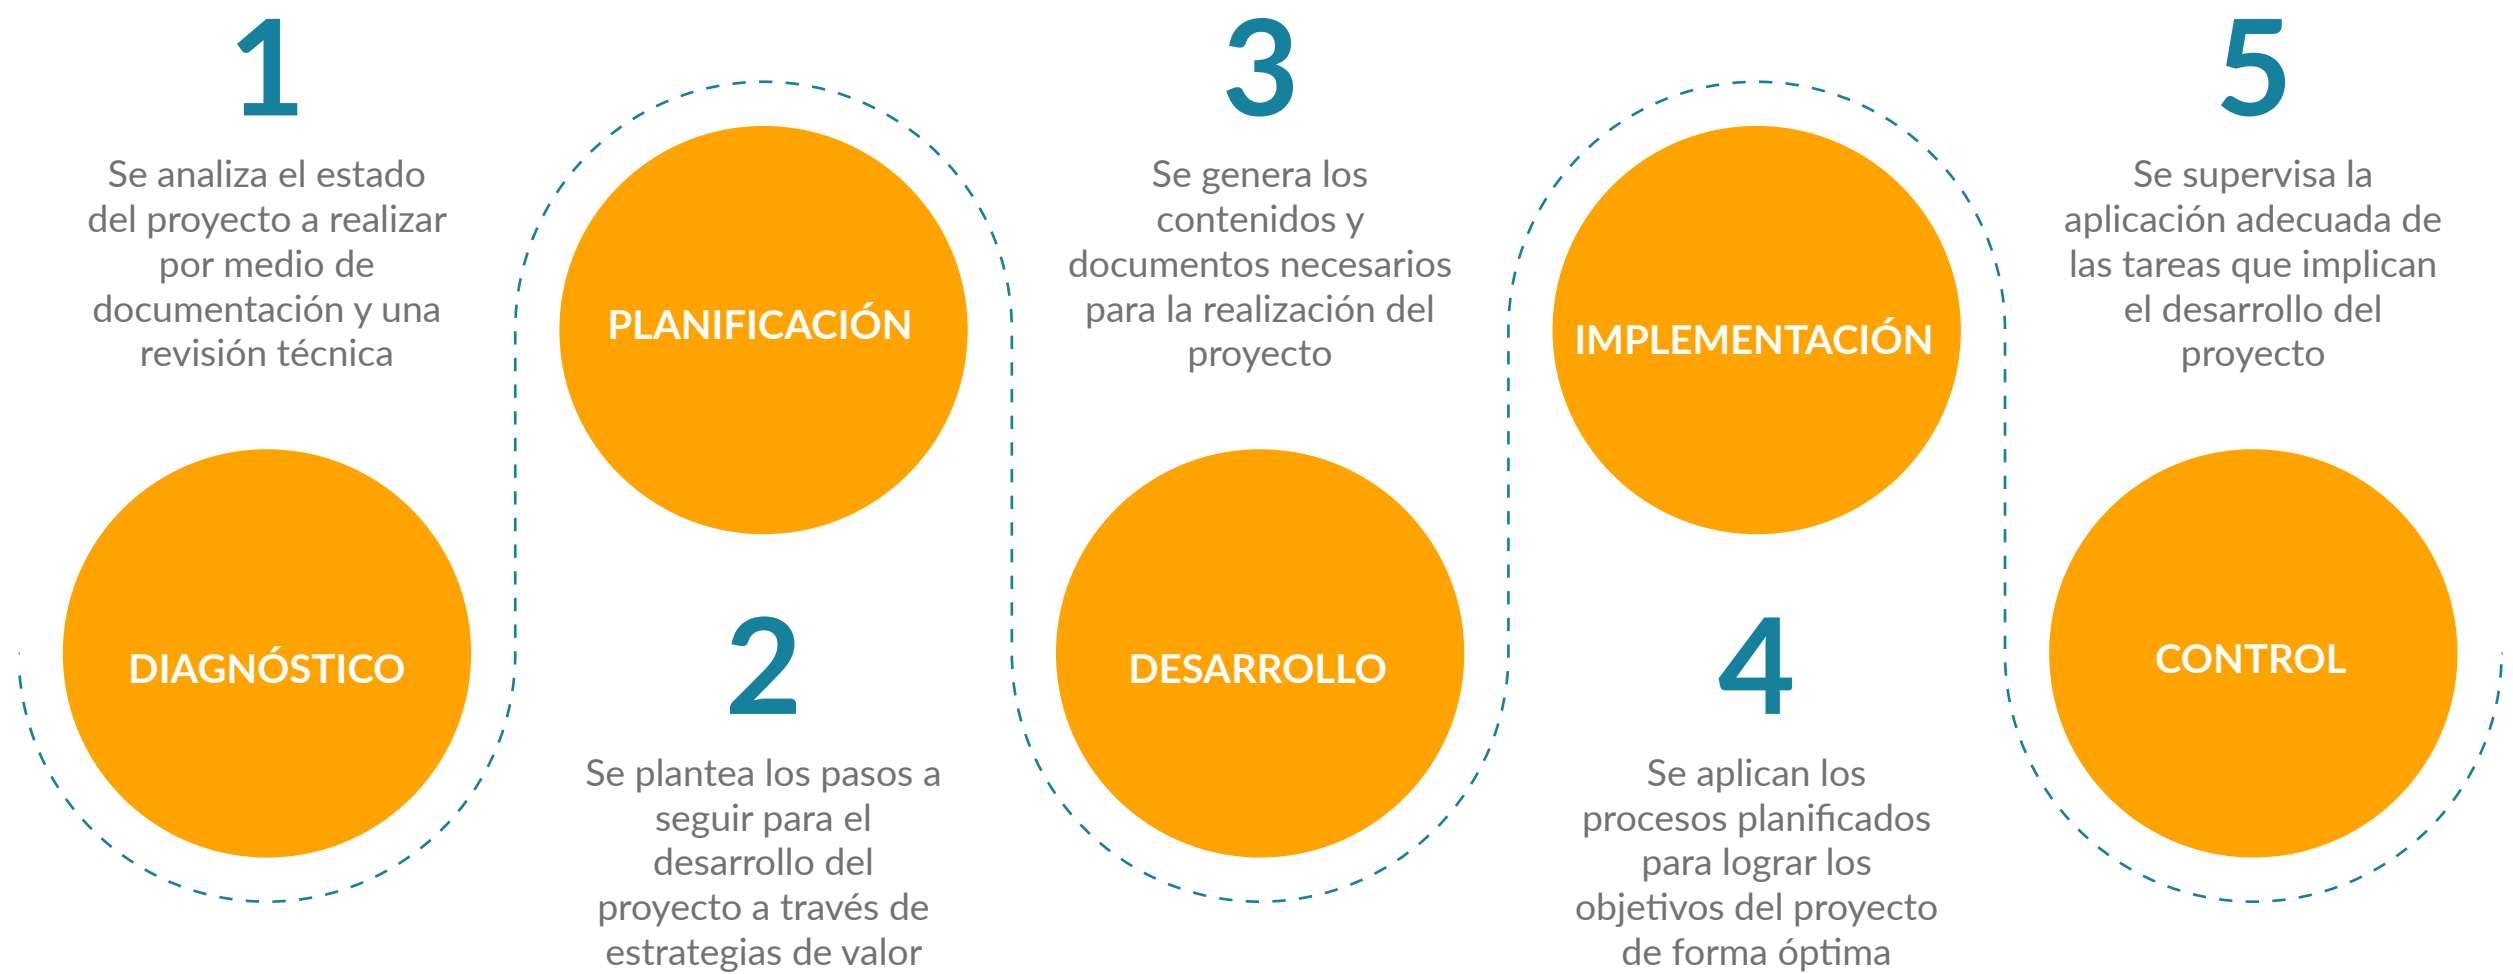 1
Se analiza el estado
del proyecto a realizar
por medio de
documentación y una
revisión técnica
DIAGNÓSTICO
PLANIFICACIÓN
2
Se plantea los pasos a
seguir para el
desarrollo del
proyecto a través de
estrategias de valor
3
Se genera los
contenidos y
documentos necesarios
para la realización del
proyecto
DESARROLLO
IMPLEMENTACIÓN
4
Se aplican los
procesos planificados
para lograr los
objetivos del proyecto
de forma óptima
5
Se supervisa la
aplicación adecuada de
las tareas que implican
el desarrollo del
proyecto
CONTROL